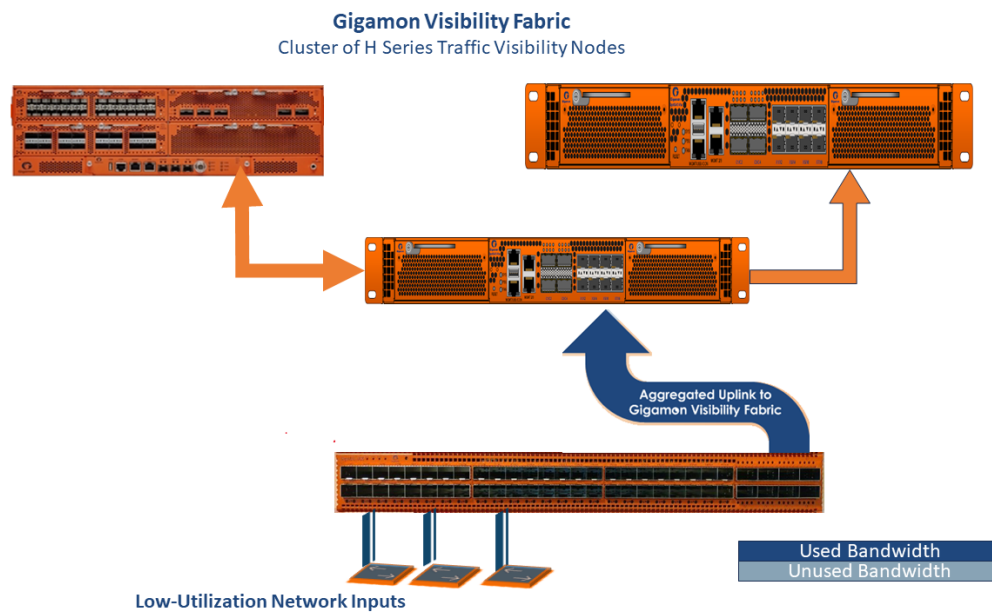 Gigamon Visibility Fabric
Cluster of H Series Traffic Visibility Nodes
Aggregated Uplink to
Gigamon Visibility Fabric
Used Bandwidth
Unused Bandwidth
Low-Utilization Network Inputs